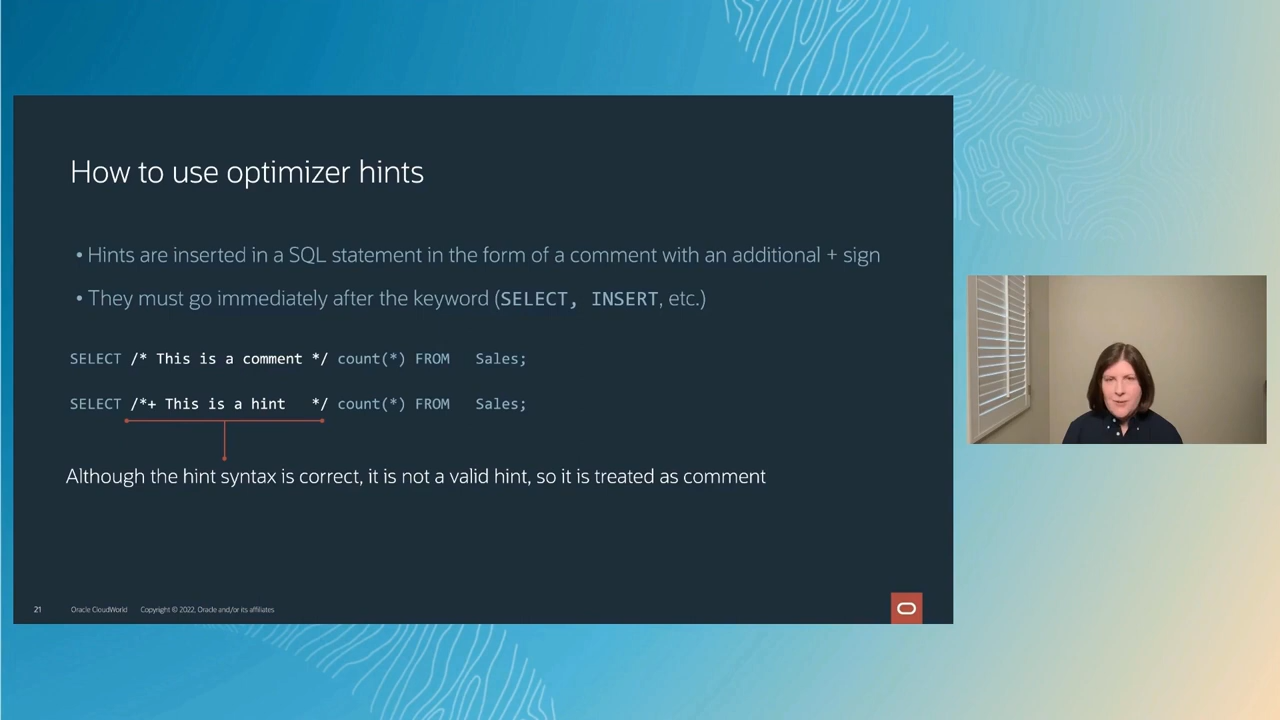 How to use optimizer hints
• Hints are inserted in a SQL statement in the form of a comment with an additional + sign
• They must go immediately after the keyword (SELECT, INSERT, etc.)
SELECT /* This is a comment */ count(*) FROM   Sales;
SELECT /*+ This is a hint   */ count(*) FROM   Sales;
Although the hint syntax is correct, it is not a valid hint, so it is treated as comment
21 Oracle CloudWorld Copyright © 2022, Oracle and/or its affiliates